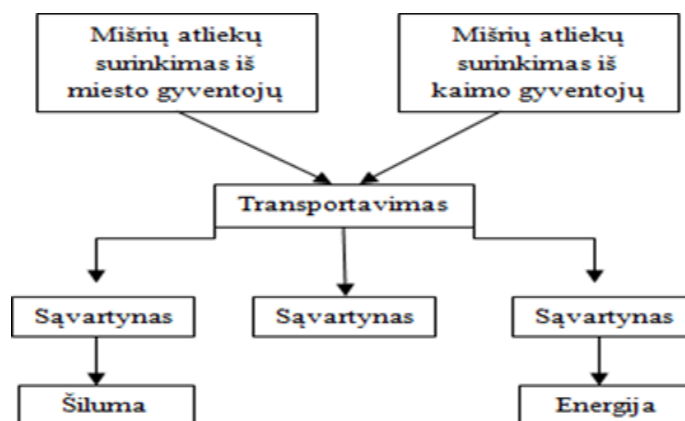 Mišrių atliekų
surinkimas iš
miesto gyventojų
Mišrių atliekų
surinkimas iš
kaimo gyventojų
Transportavimas
Sąvartynas
Sąvartynas
Sąvartynas
Šiluma
Energija